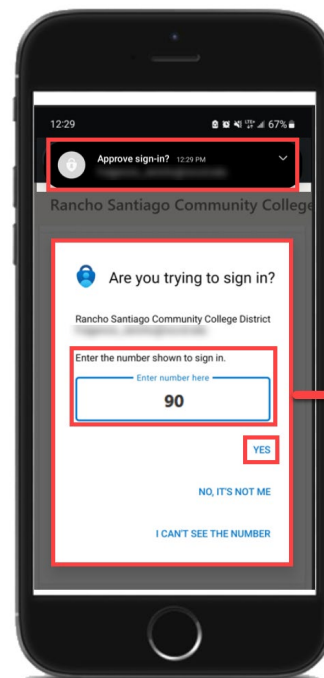 12:29 67%
Approve sign-in? 12:29 PM
Rancho Santiago Community College
Are you trying to sign in?
Rancho Santiago Community College District
Enter the number shown to sign in.
Enter number here
90
YES
NO, IT'S NOT ME
I CAN'T SEE THE NUMBER